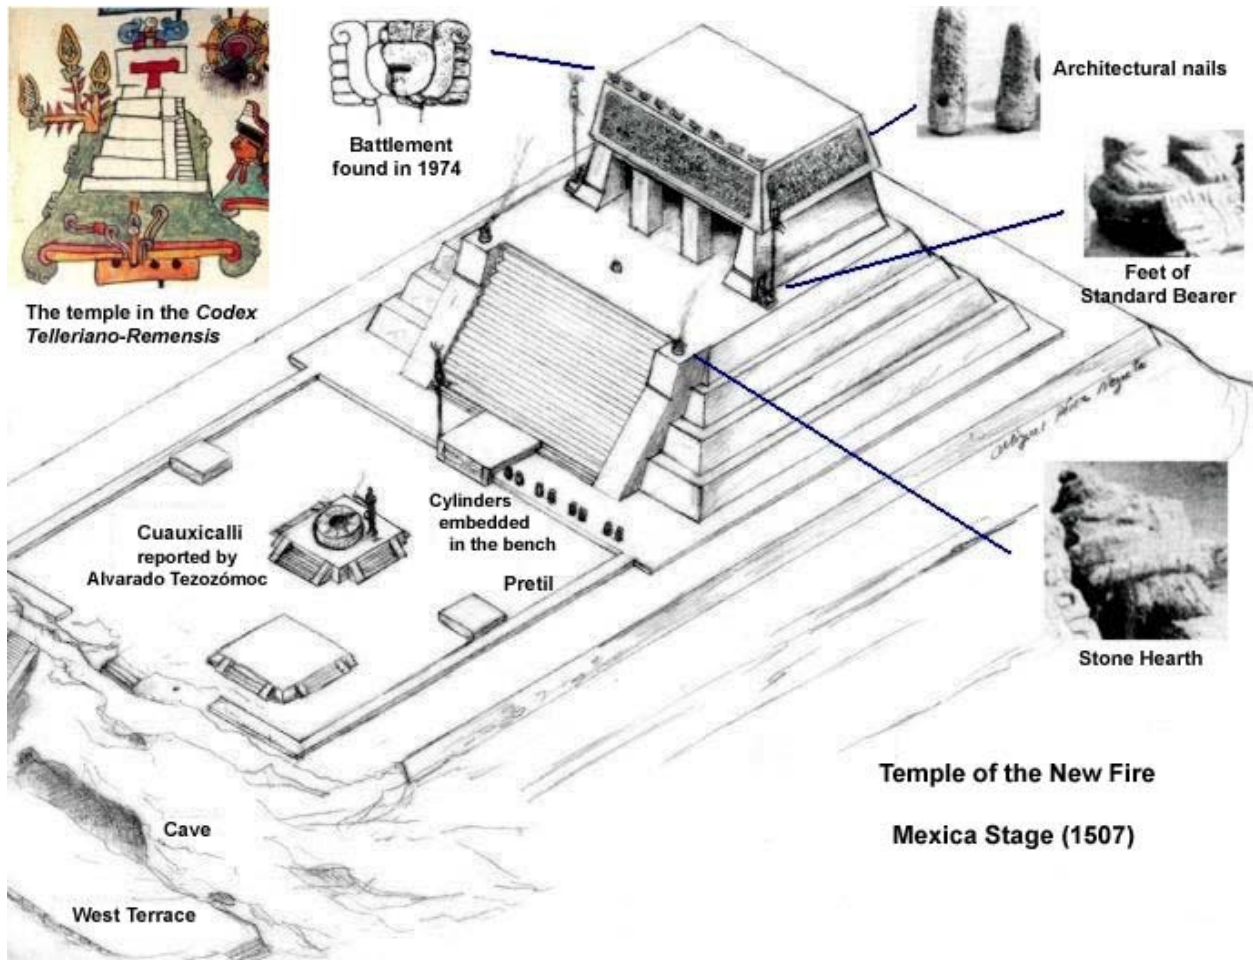 Battlement
found in 1974
Architectural nails
Feet of
Standard Bearer
The temple in the Codex
Telleriano-Remensis
Cylinders
embedded
in the bench
Cuauxicalli
reported by
Alvarado Tezozómoc
Pretil
Stone Hearth
Temple of the New Fire
Mexica Stage (1507)
Cave
West Terrace